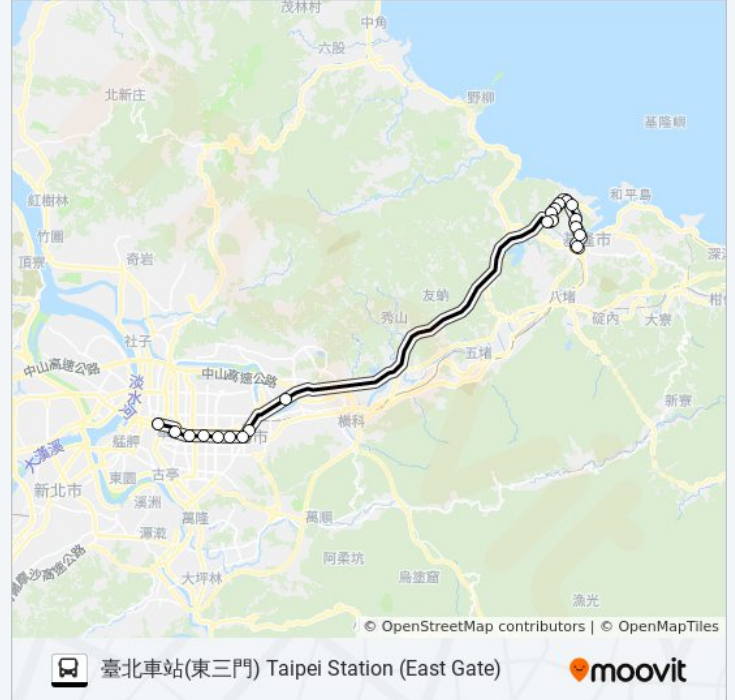 茂林村
中角
六股
北新庄
野柳
基隆嶼
紅樹林
和平島
竹圍
基隆市
頂寮
奇岩
友蚋
八堵
秀山
碇內
大寮
社子
五堵
中山高速公路
中山高速公路
淡水河
新寮
橫科
艋舺
大漢溪
東園
古亭
新北市
溪洲
萬隆
萬順
大坪林
阿柔坑
烏塗窟
漁光
© OpenStreetMap contributors | © OpenMapTiles
臺北車站(東三門) Taipei Station (East Gate)
moovit